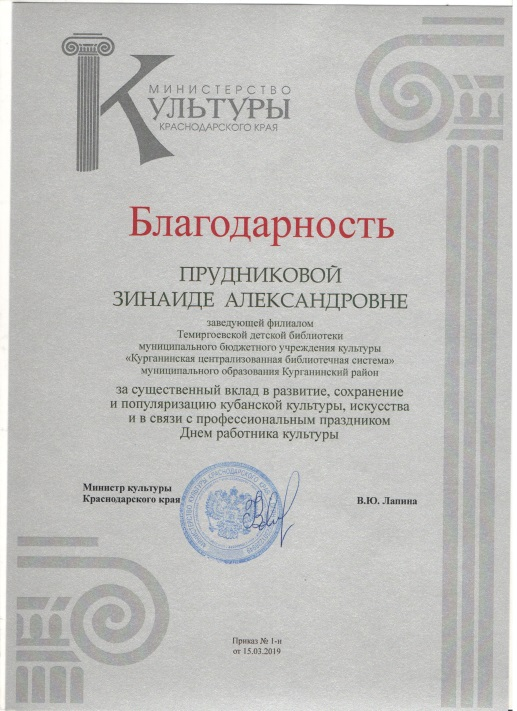 МИНИСТЕРСТВО
КУЛЬТУРЫ
КРАСНОДАРСКОГО КРАЯ
Благодарность
ПРУДНИКОВОЙ
ЗИНАИДЕ АЛЕКСАНДРОВНЕ
заведующей филиалом
Темиргоевской детской библиотеки
муниципального бюджетного учреждения культуры
«Курганинская централизованная библиотечная система»
муниципального образования Курганинский район
за существенный вклад в развитие, сохранение
и популяризацию кубанской культуры, искусства
и в связи с профессиональным праздником
Днем работника культуры
Министр культуры
Краснодарского края
В.Ю. Лапина
Приказ № 1-н
от 15.03.2019